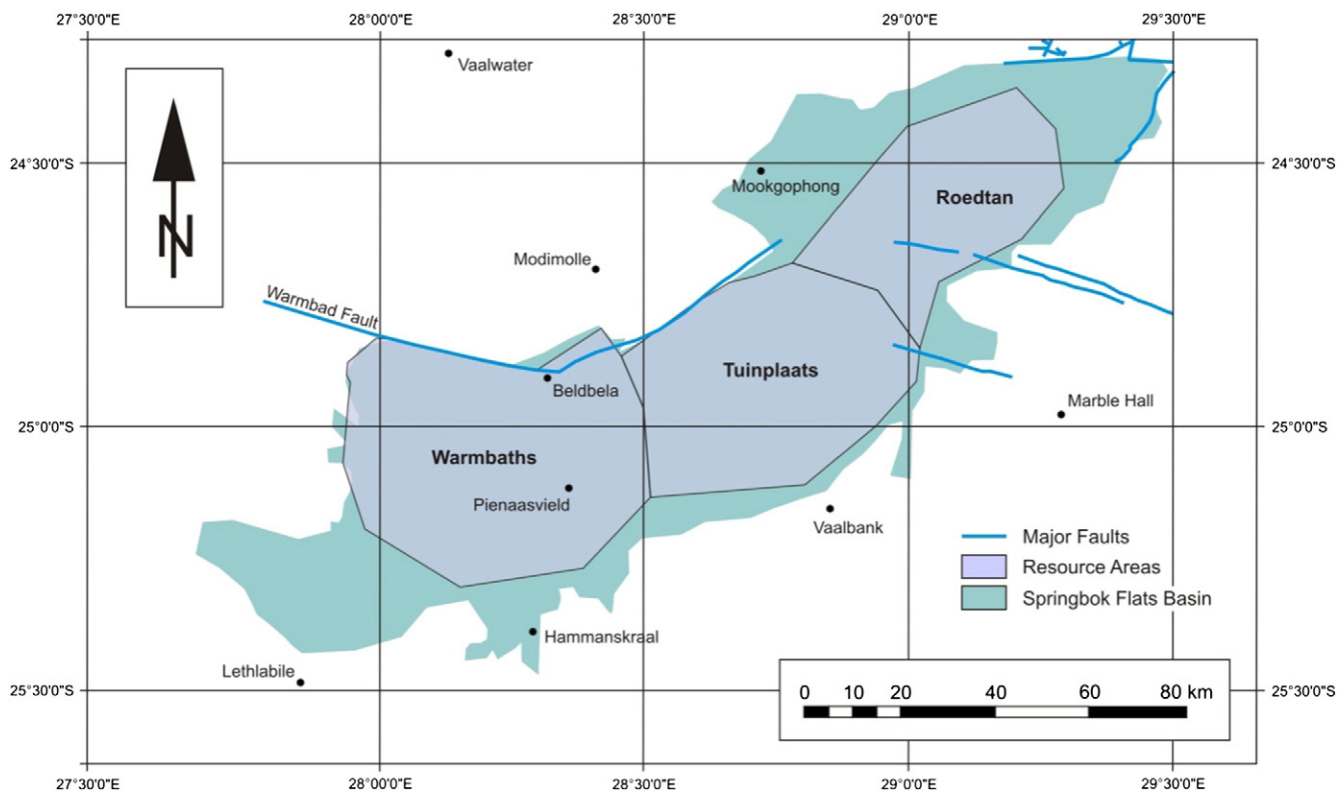 27°30'0"E 28°00'0"E 28°30'0"E 29°0'0"E 29°30'0"E
Vaalwater
24°30'0"S 24°30'0"S
Mookgophong
Roedtan
N
Modimolle
Warmbad Fault
Tuinplaats
Beldbela
Marble Hall
25°0'0"S 25°0'0"S
Warmbaths
Pienaasvield
Vaalbank
Major Faults
Resource Areas
Springbok Flats Basin
Hammanskraal
Lethlabile
25°30'0"S 25°30'0"S
0 10 20 40 60 80 km
27°30'0"E 28°00'0"E 28°30'0"E 29°0'0"E 29°30'0"E